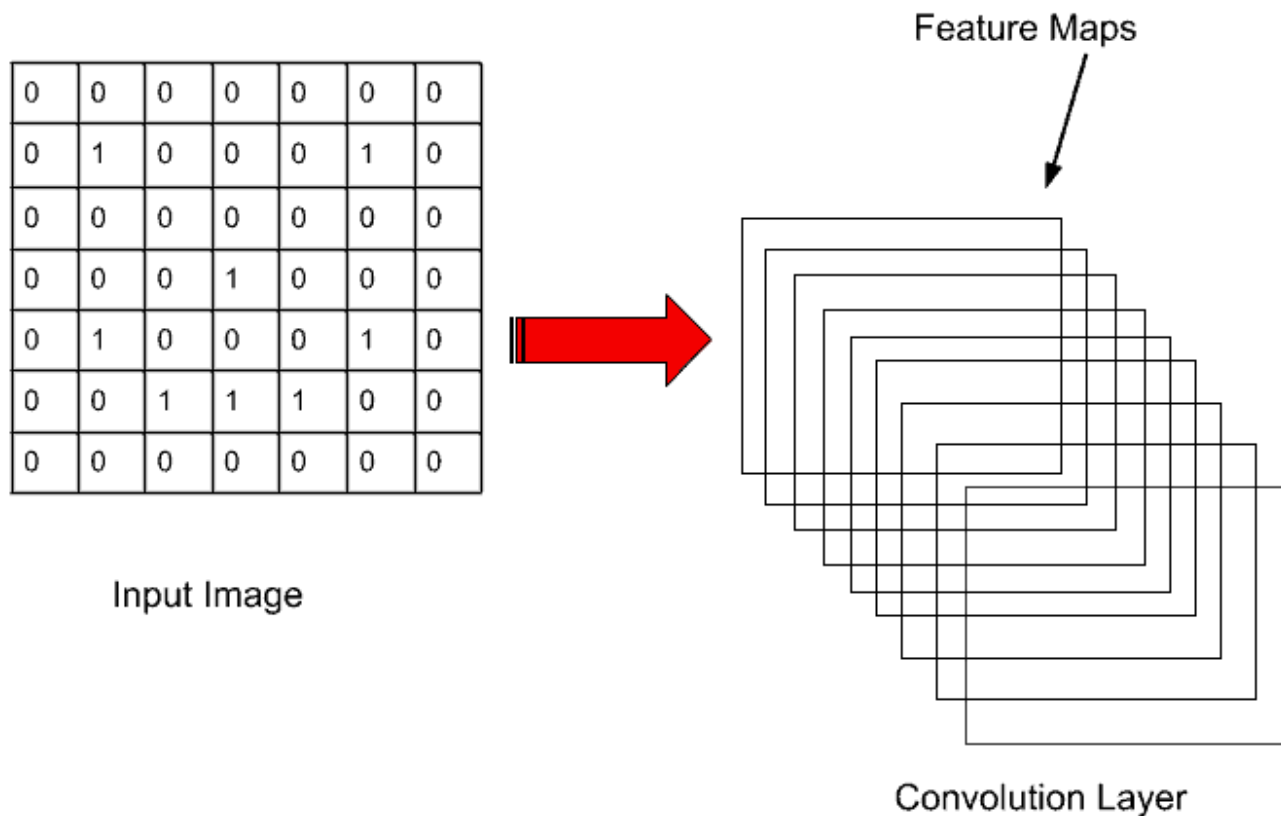 Feature Maps
0 0 0 0 0 0 0
0 1 0 0 0 1 0
0 0 0 0 0 0 0
0 0 0 1 0 0 0
0 1 0 0 0 1 0
0 0 1 1 1 0 0
0 0 0 0 0 0 0
Input Image
Convolution Layer